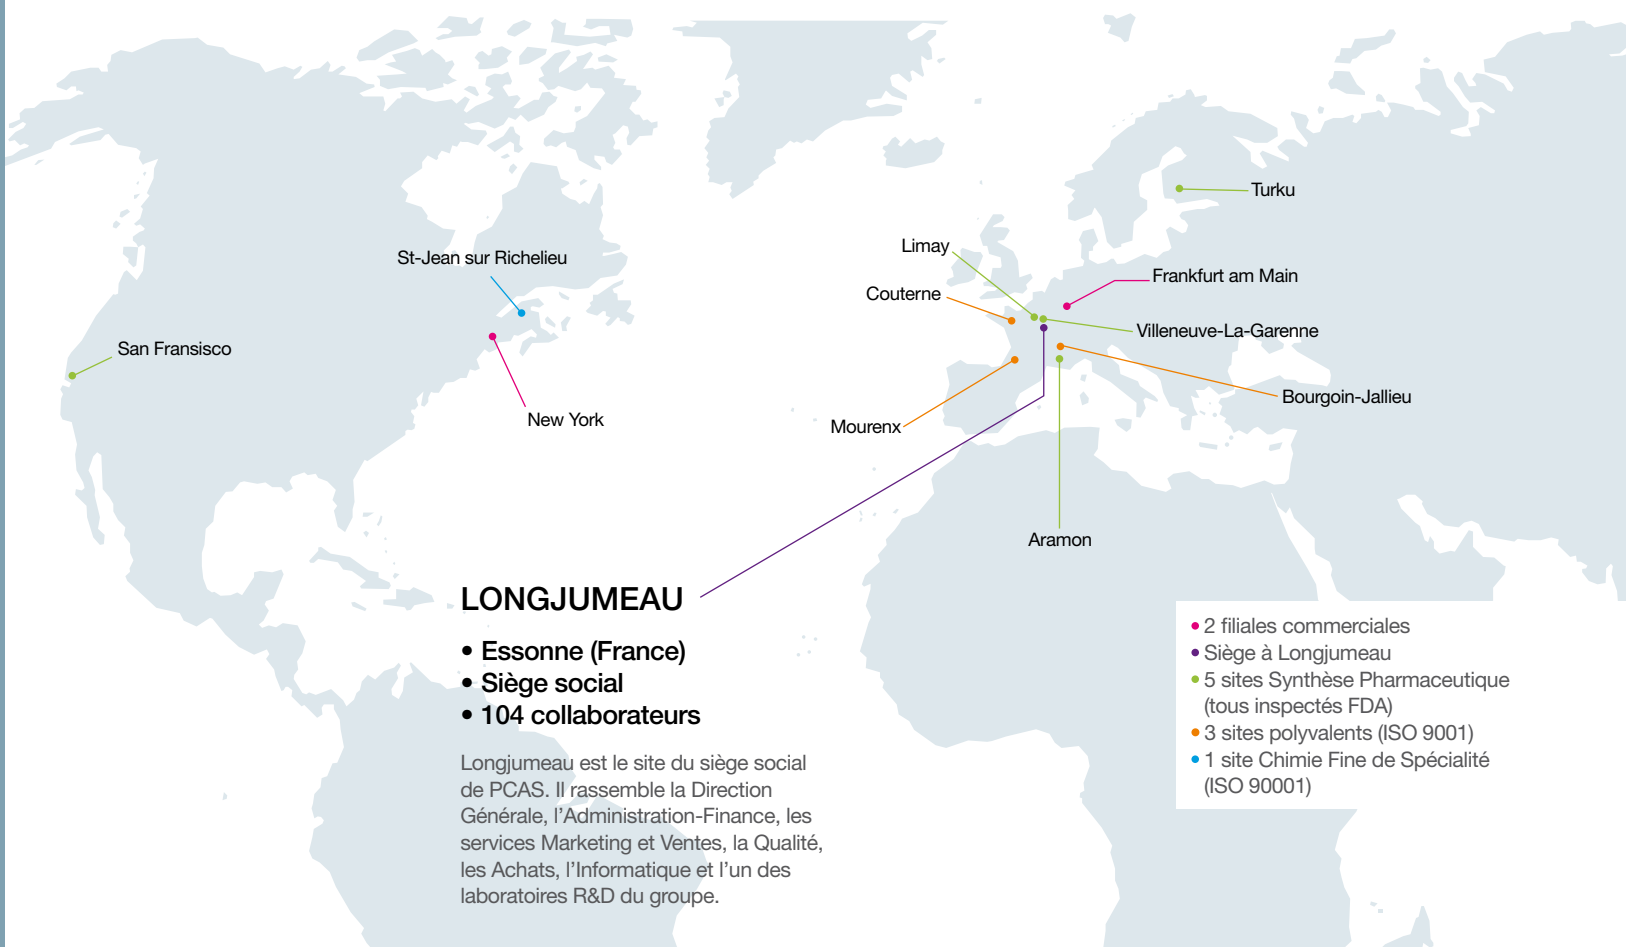 Turku
Limay
St-Jean sur Richelieu
Frankfurt am Main
Couterne
Villeneuve-La-Garenne
San Fransisco
Bourgoin-Jallieu
New York
Mourenx
Aramon
LONGJUMEAU
• Essonne (France)
• Siège social
• 104 collaborateurs
Longjumeau est le site du siège social
de PCAS. Il rassemble la Direction
Générale, l’Administration-Finance, les
services Marketing et Ventes, la Qualité,
les Achats, l’Informatique et l’un des
laboratoires R&D du groupe.
• 2 filiales commerciales
• Siège à Longjumeau
• 5 sites Synthèse Pharmaceutique
(tous inspectés FDA)
• 3 sites polyvalents (ISO 9001)
• 1 site Chimie Fine de Spécialité
(ISO 90001)